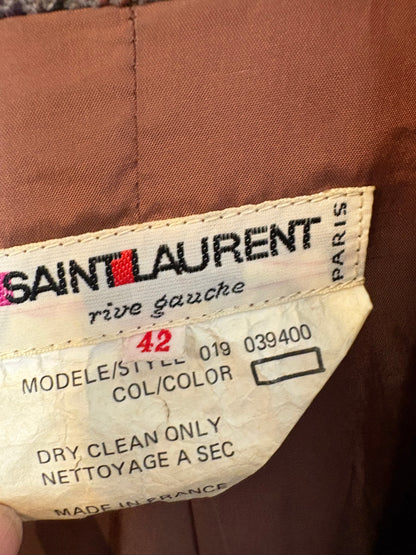 SAINT LAURENT
rive gauche
PARIS
42
MODELE/STYLE 019 039400
COL/COLOR
DRY CLEAN ONLY
NETTOYAGE A SEC
MADE IN FRANCE